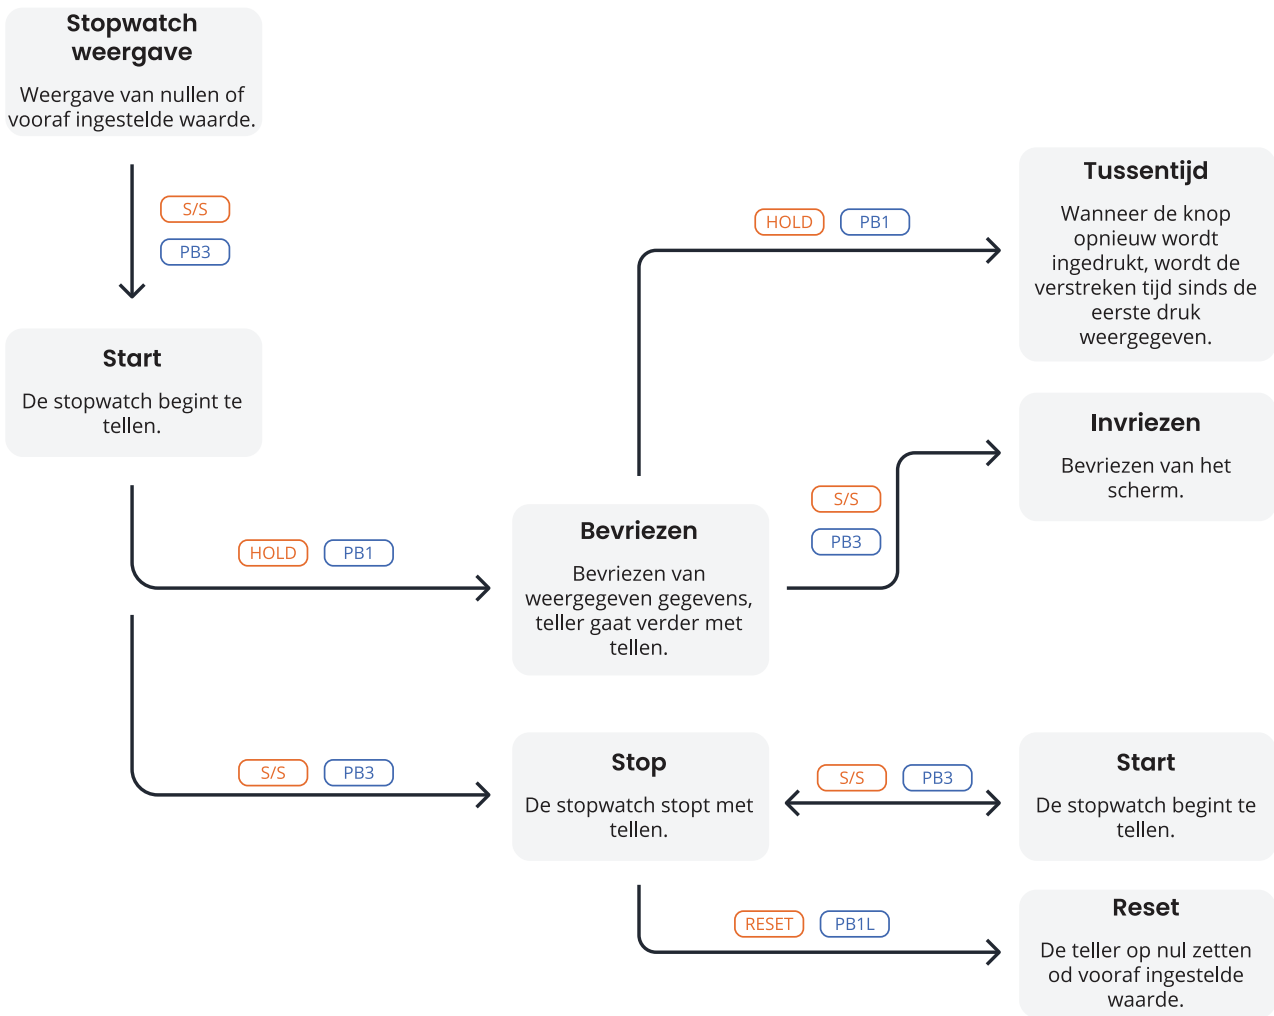 Stopwatch
weergave
Weergave van nullen of
vooraf ingestelde waarde.
S/S
PB3
Start
De stopwatch begint te
tellen.
HOLD PB1
Tussentijd
Wanneer de knop
opnieuw wordt
ingedrukt, wordt de
verstreken tijd sinds de
eerste druk
weergegeven.
Invriezen
Bevriezen van het
scherm.
S/S
PB3
HOLD PB1
Bevriezen
Bevriezen van
weergegeven gegevens,
teller gaat verder met
tellen.
S/S PB3
Stop
De stopwatch stopt met
tellen.
S/S PB3
Start
De stopwatch begint te
tellen.
RESET PB1L
Reset
De teller op nul zetten
od vooraf ingestelde
waarde.